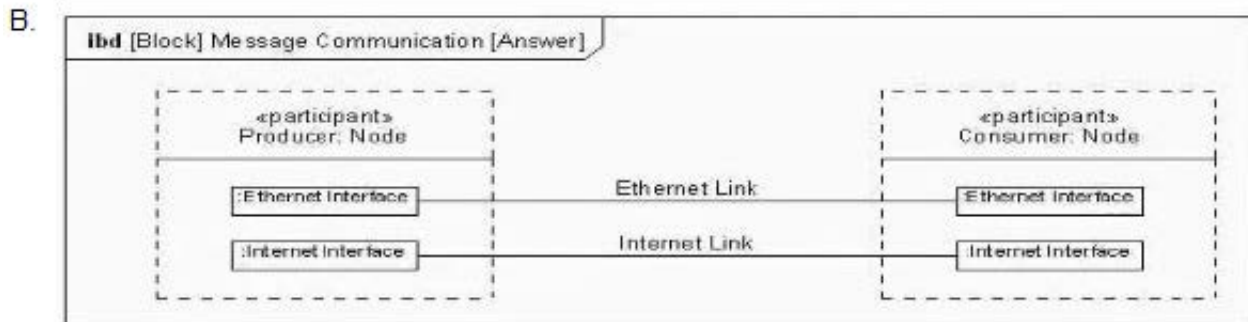 B.
ibd [Block] Message Communication [Answer]
«participant»
Producer: Node
«participant»
Consumer: Node
:Ethernet Interface
Ethernet Link
:Ethernet Interface
:Internet Interface
Internet Link
:Internet Interface